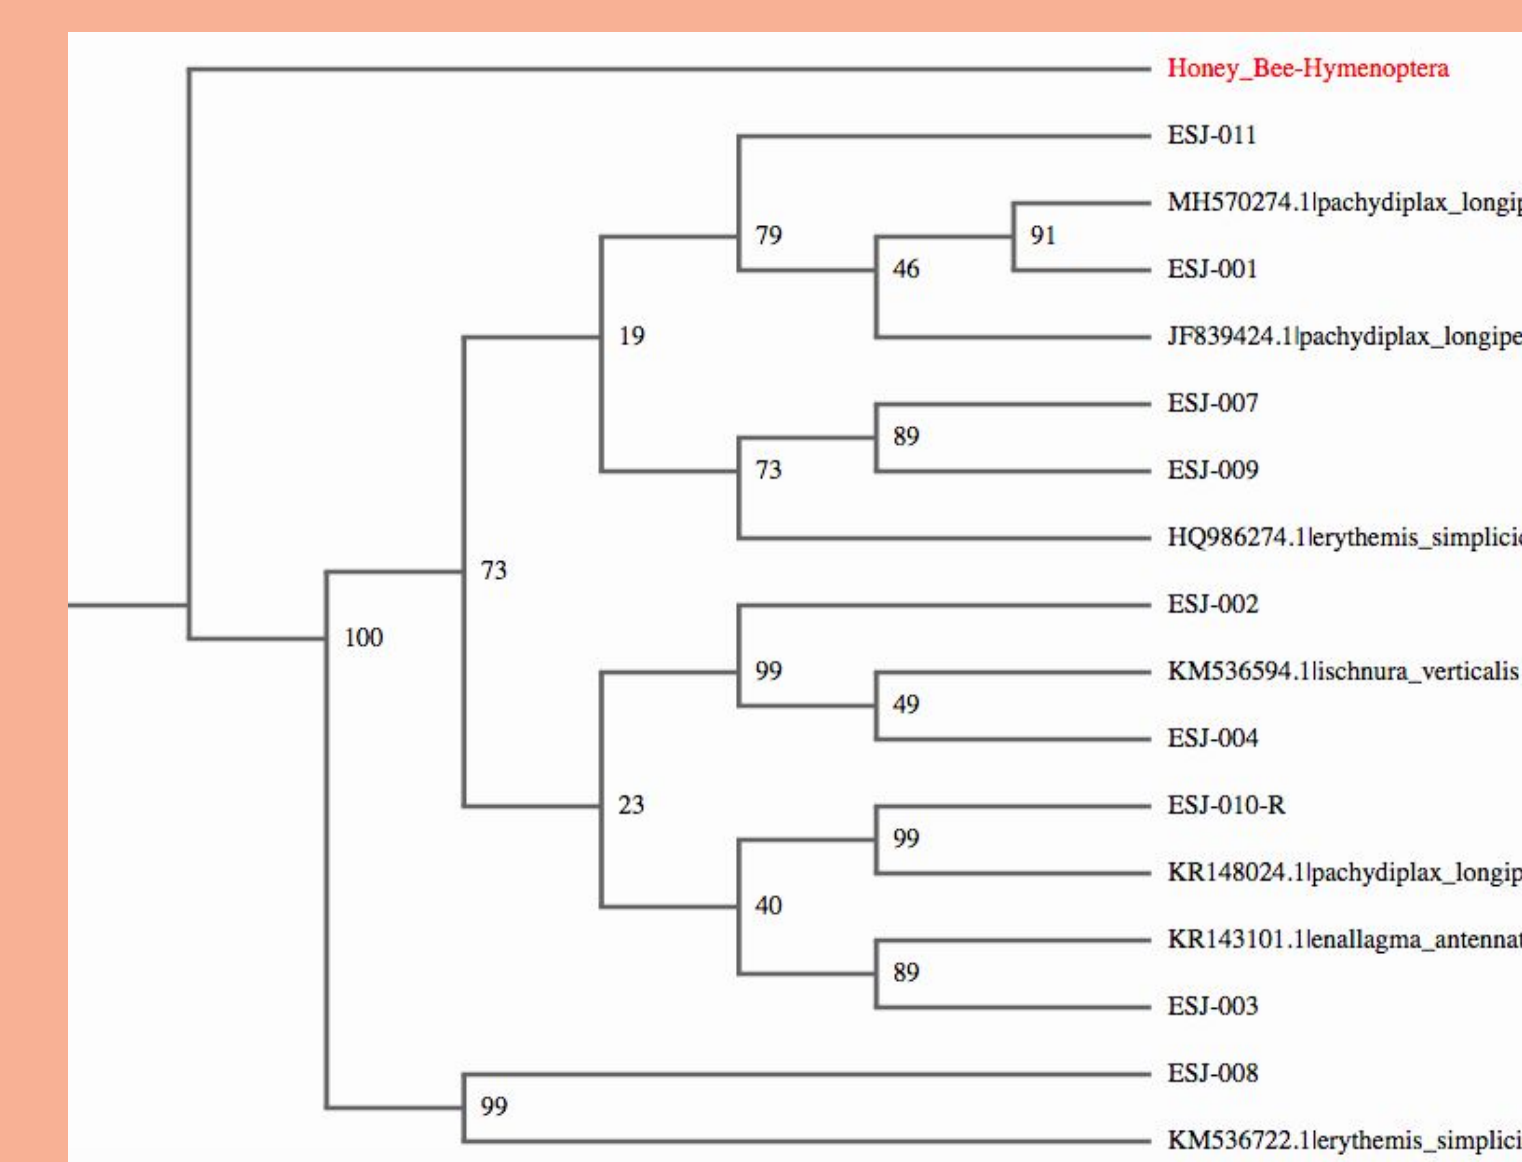 Honey_Bee-Hymenoptera
ESJ-011
MH570274.1|pachydiplax_longip
79
91
46
ESJ-001
19
JF839424.1|pachydiplax_longipe
ESJ-007
89
73
ESJ-009
HQ986274.1|erythemis_simplici
73
ESJ-002
100
99
KM536594.1|ischnura_verticalis
49
ESJ-004
23
ESJ-010-R
99
KR148024.1|pachydiplax_longip
40
KR143101.1|enallagma_antennat
89
ESJ-003
ESJ-008
99
KM536722.1|erythemis_simplici